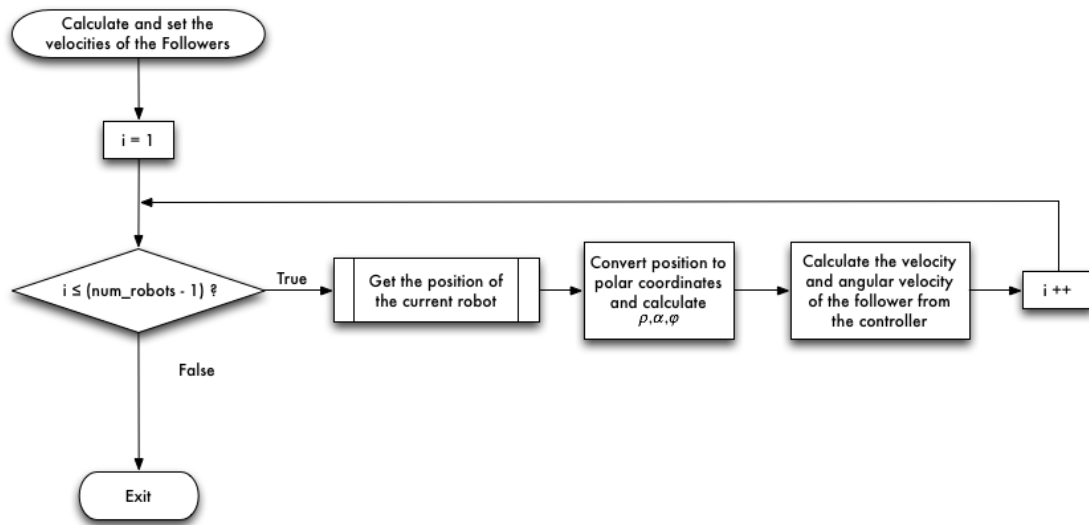 Calculate and set the
velocities of the Followers
i = 1
i ≤ (num_robots - 1) ?
True
Get the position of
the current robot
Convert position to
polar coordinates
and calculate
ρ,α,φ
Calculate the velocity
and angular velocity
of the follower from
the controller
i ++
False
Exit